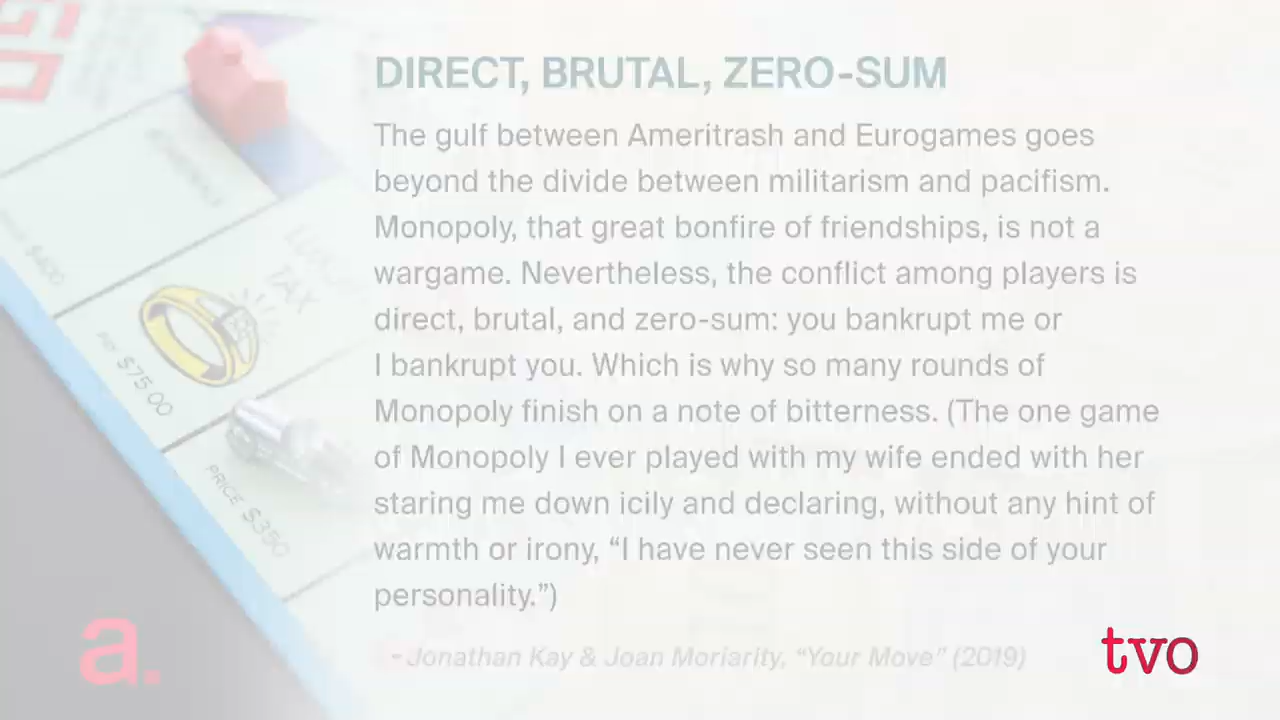 DIRECT, BRUTAL, ZERO-SUM
The gulf between Ameritrash and Eurogames goes
beyond the divide between militarism and pacifism.
Monopoly, that great bonfire of friendships, is not a
wargame. Nevertheless, the conflict among players is
direct, brutal, and zero-sum: you bankrupt me or
I bankrupt you. Which is why so many rounds of
Monopoly finish on a note of bitterness. (The one game
of Monopoly I ever played with my wife ended with her
staring me down icily and declaring, without any hint of
warmth or irony, “I have never seen this side of your
personality.”)
- Jonathan Kay & Joan Moriarity, “Your Move” (2019)
$400
TAX
PAY $75.00
PRICE $350
a.
tvo